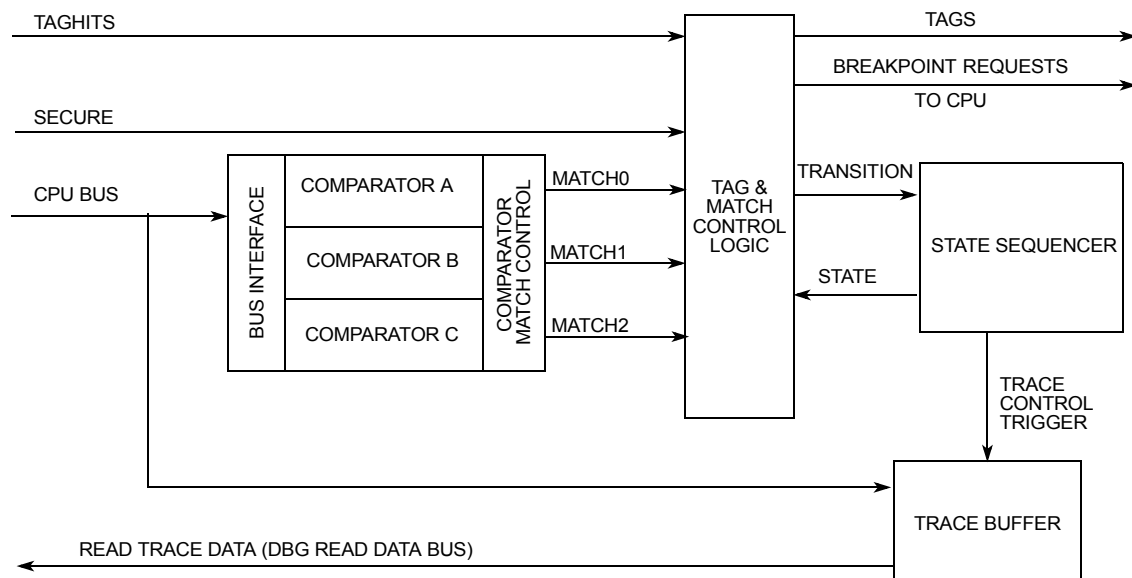 TAGHITS
TAGS
BREAKPOINT REQUESTS
TO CPU
SECURE
CPU BUS
BUS INTERFACE
COMPARATOR A
COMPARATOR B
COMPARATOR C
COMPARATOR
MATCH CONTROL
MATCH0
MATCH1
MATCH2
TAG &
MATCH
CONTROL
LOGIC
TRANSITION
STATE
STATE SEQUENCER
TRACE
CONTROL
TRIGGER
TRACE BUFFER
READ TRACE DATA (DBG READ DATA BUS)